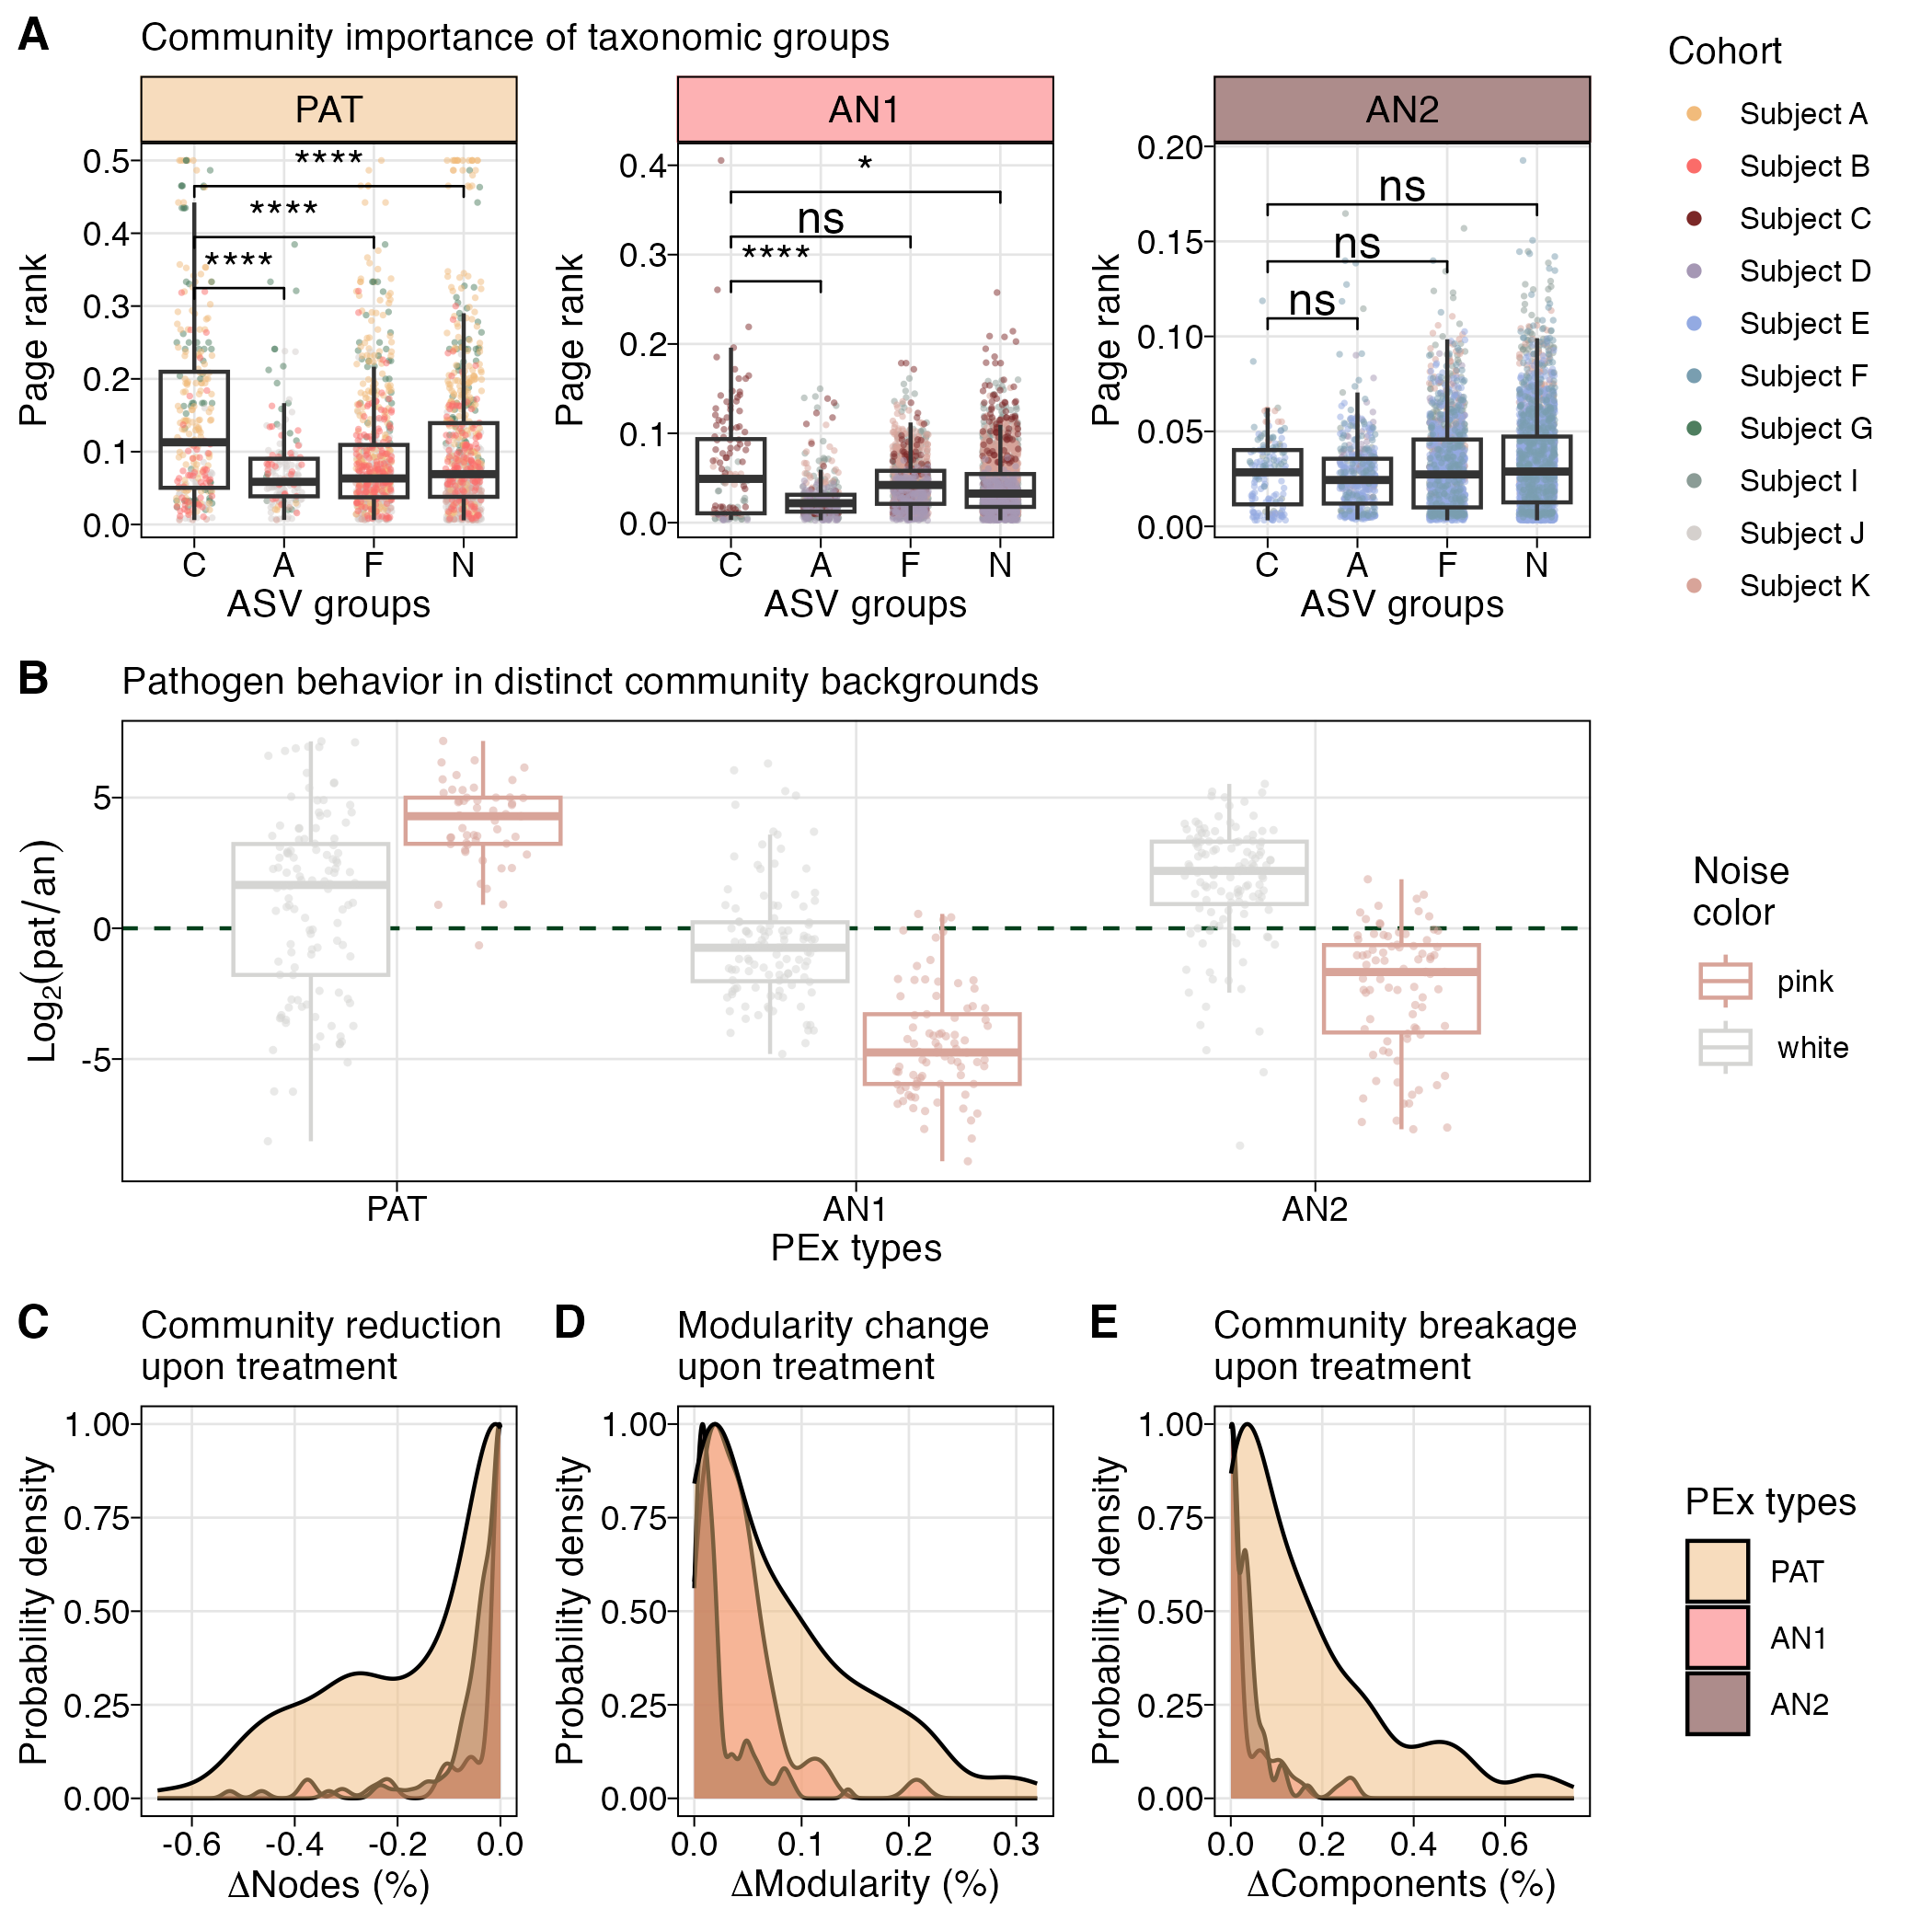 A
Community importance of taxonomic groups
PAT
AN1
AN2
Page rank
0.5
0.4
0.3
0.2
0.1
0.0
****
****
****
C A F N
ASV groups
Page rank
0.4
0.3
0.2
0.1
0.0
*
ns
****
C A F N
ASV groups
Page rank
0.20
0.15
0.10
0.05
0.00
ns
ns
ns
C A F N
ASV groups
Cohort
Subject A
Subject B
Subject C
Subject D
Subject E
Subject F
Subject G
Subject I
Subject J
Subject K
B
Pathogen behavior in distinct community backgrounds
Log2(pat/an)
5
0
-5
PAT
AN1
AN2
PEx types
Noise
color
pink
white
C
Community reduction
upon treatment
Probability density
1.00
0.75
0.50
0.25
0.00
-0.6 -0.4 -0.2 0.0
ΔNodes (%)
D
Modularity change
upon treatment
Probability density
1.00
0.75
0.50
0.25
0.00
0.0 0.1 0.2 0.3
ΔModularity (%)
E
Community breakage
upon treatment
Probability density
1.00
0.75
0.50
0.25
0.00
0.0 0.2 0.4 0.6
ΔComponents (%)
PEx types
PAT
AN1
AN2